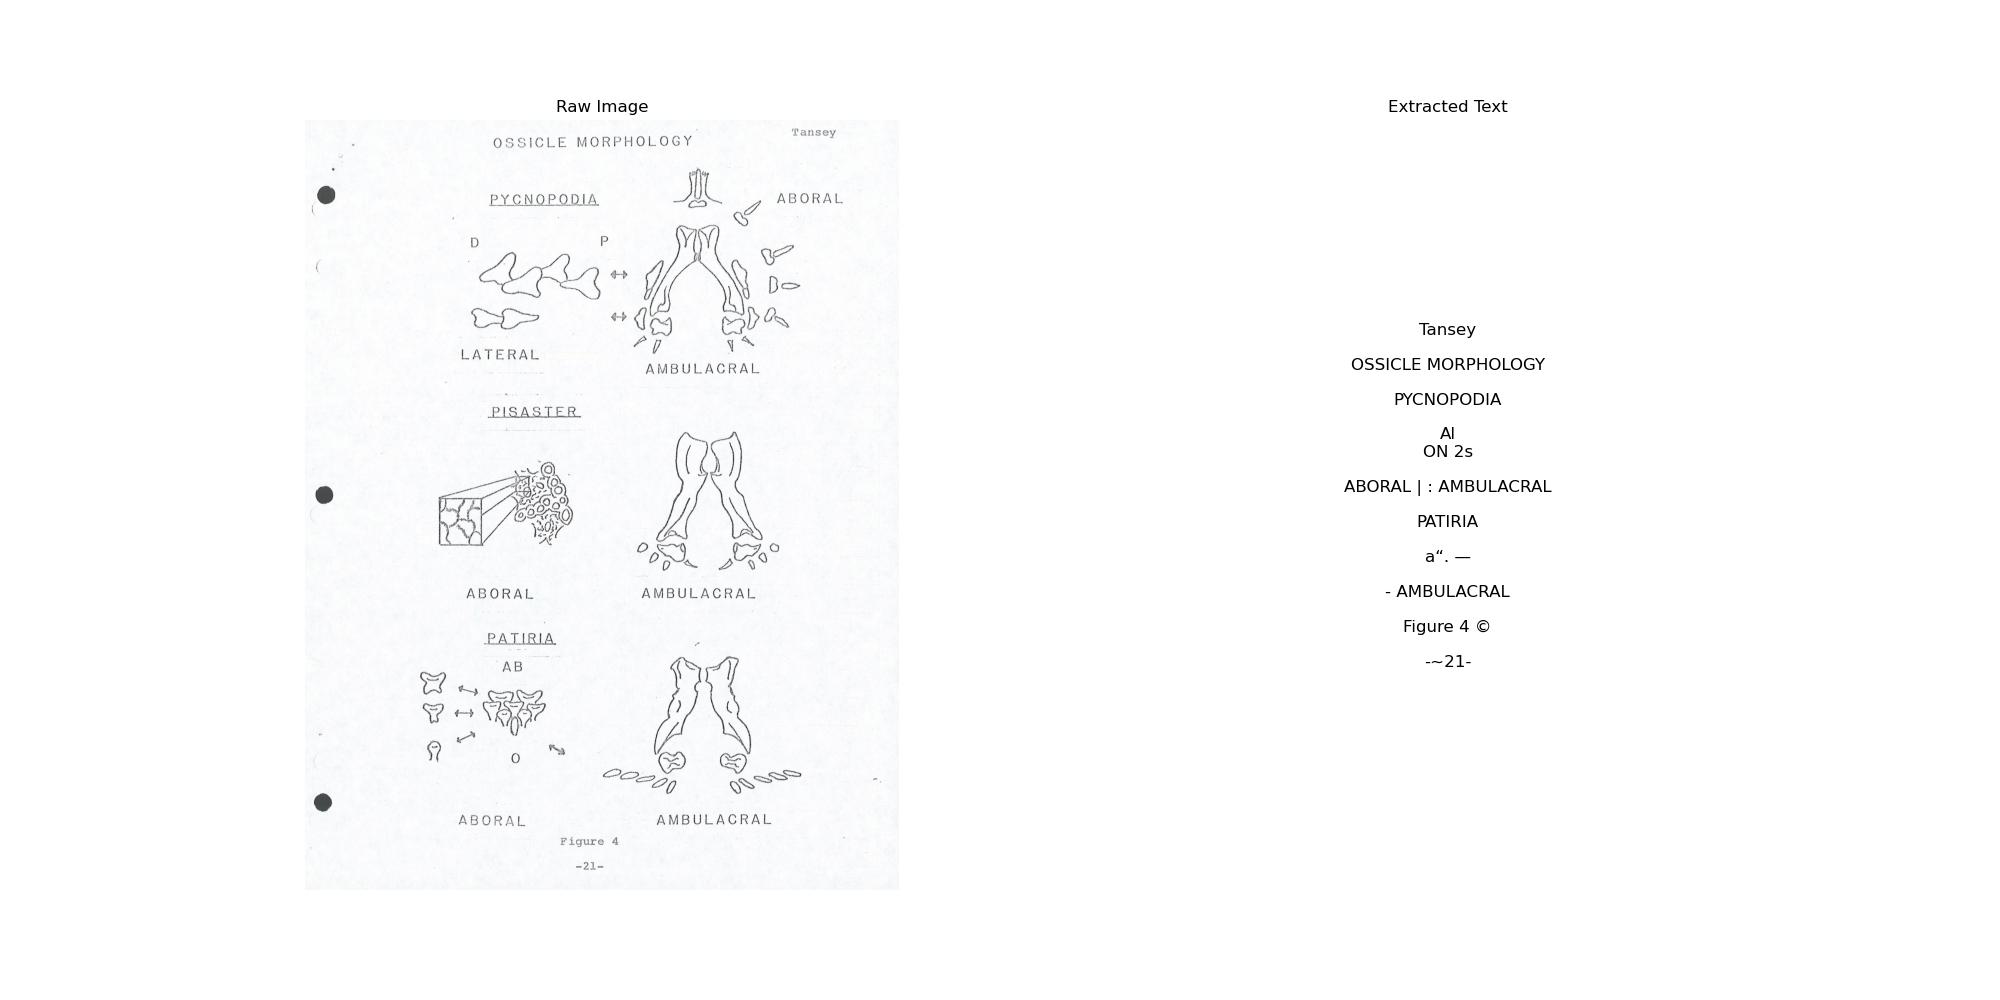 Raw Image
Tansey
OSSICLE MORPHOLOGY
PYCNOPODIA
ABORAL
D P
LATERAL
AMBULACRAL
PISASTER
ABORAL AMBULACRAL
PATIRIA
AB
O
ABORAL AMBULACRAL
Figure 4
-21-
Extracted Text
Tansey
OSSICLE MORPHOLOGY
PYCNOPODIA
Al
ON 2s
ABORAL | : AMBULACRAL
PATIRIA
a“. —
- AMBULACRAL
Figure 4 ©
-~21-